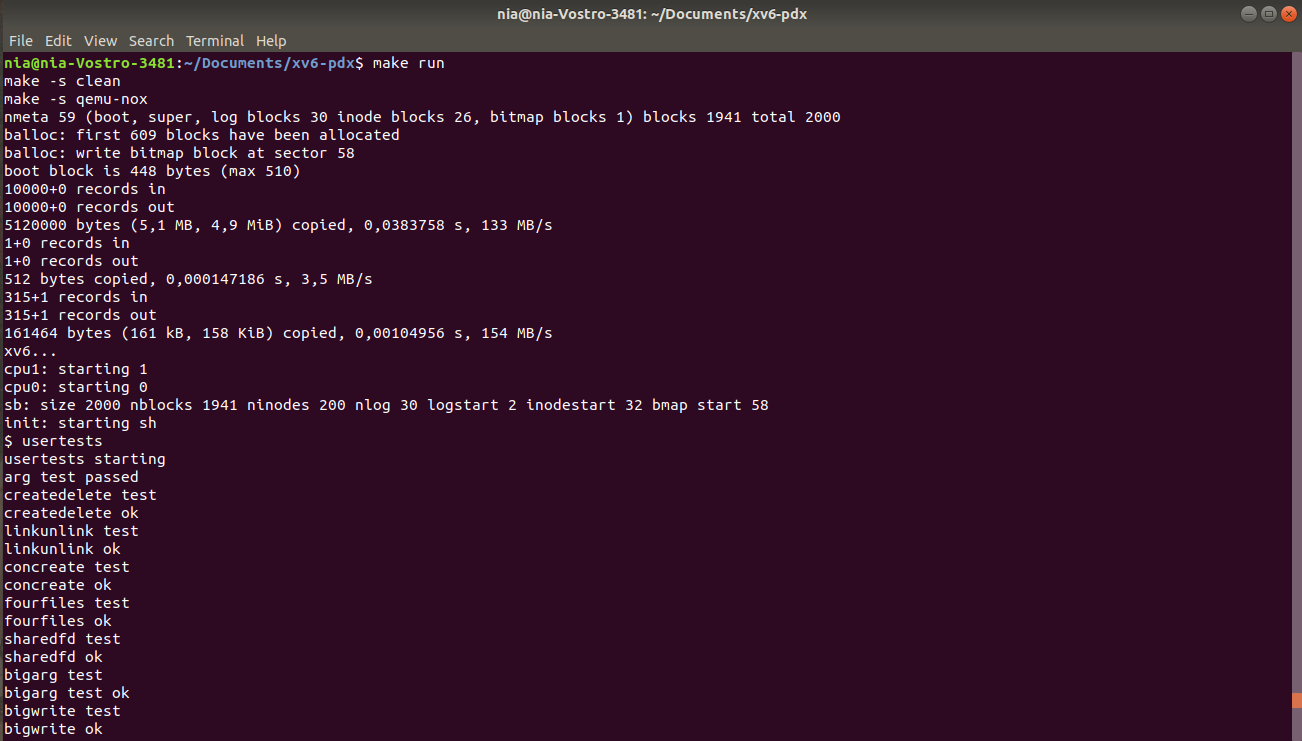 nia@nia-Vostro-3481: ~/Documents/xv6-pdx
File Edit View Search Terminal Help
nia@nia-Vostro-3481:~/Documents/xv6-pdx$ make run
make -s clean
make -s qemu-nox
nmeta 59 (boot, super, log blocks 30 inode blocks 26, bitmap blocks 1) blocks 1941 total 2000
balloc: first 609 blocks have been allocated
balloc: write bitmap block at sector 58
boot block is 448 bytes (max 510)
10000+0 records in
10000+0 records out
5120000 bytes (5,1 MB, 4,9 MiB) copied, 0,0383758 s, 133 MB/s
1+0 records in
1+0 records out
512 bytes copied, 0,000147186 s, 3,5 MB/s
315+1 records in
315+1 records out
161464 bytes (161 kB, 158 KiB) copied, 0,00104956 s, 154 MB/s
xv6...
cpu1: starting 1
cpu0: starting 0
sb: size 2000 nblocks 1941 ninodes 200 nlog 30 logstart 2 inodestart 32 bmap start 58
init: starting sh
$ usertests
usertests starting
arg test passed
createdelete test
createdelete ok
linkunlink test
linkunlink ok
concreate test
concreate ok
fourfiles test
fourfiles ok
sharedfd test
sharedfd ok
bigarg test
bigarg test ok
bigwrite test
bigwrite ok